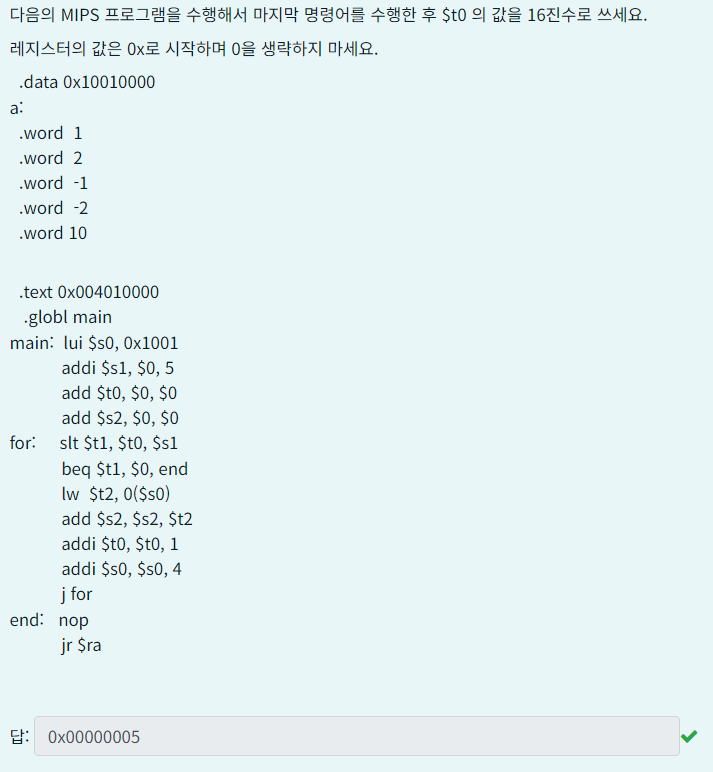 다음의 MIPS 프로그램을 수행해서 마지막 명령어를 수행한 후 $t0 의 값을 16진수로 쓰세요.
레지스터의 값은 0x로 시작하며 0을 생략하지 마세요.
.data 0x10010000
a:
.word 1
.word 2
.word -1
.word -2
.word 10
.text 0x004010000
.globl main
main: lui $s0, 0x1001
addi $s1, $0, 5
add $t0, $0, $0
add $s2, $0, $0
for: slt $t1, $t0, $s1
beq $t1, $0, end
lw $t2, 0($s0)
add $s2, $s2, $t2
addi $t0, $t0, 1
addi $s0, $s0, 4
j for
end: nop
jr $ra
답: 0x00000005